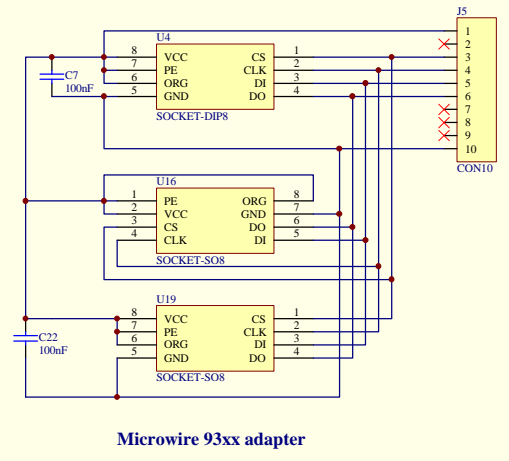 J5
U4
1
8 VCC CS 1 2
7 PE CLK 2 3
C7 6 ORG DI 3 4
100nF 5 GND DO 4 5
6
SOCKET-DIP8 7
8
9
10
CON10
U16
1 PE ORG 8
2 VCC GND 7
3 CS DO 6
4 CLK DI 5
SOCKET-SO8
U19
8 VCC CS 1
7 PE CLK 2
C22 6 ORG DI 3
100nF 5 GND DO 4
SOCKET-SO8
Microwire 93xx adapter